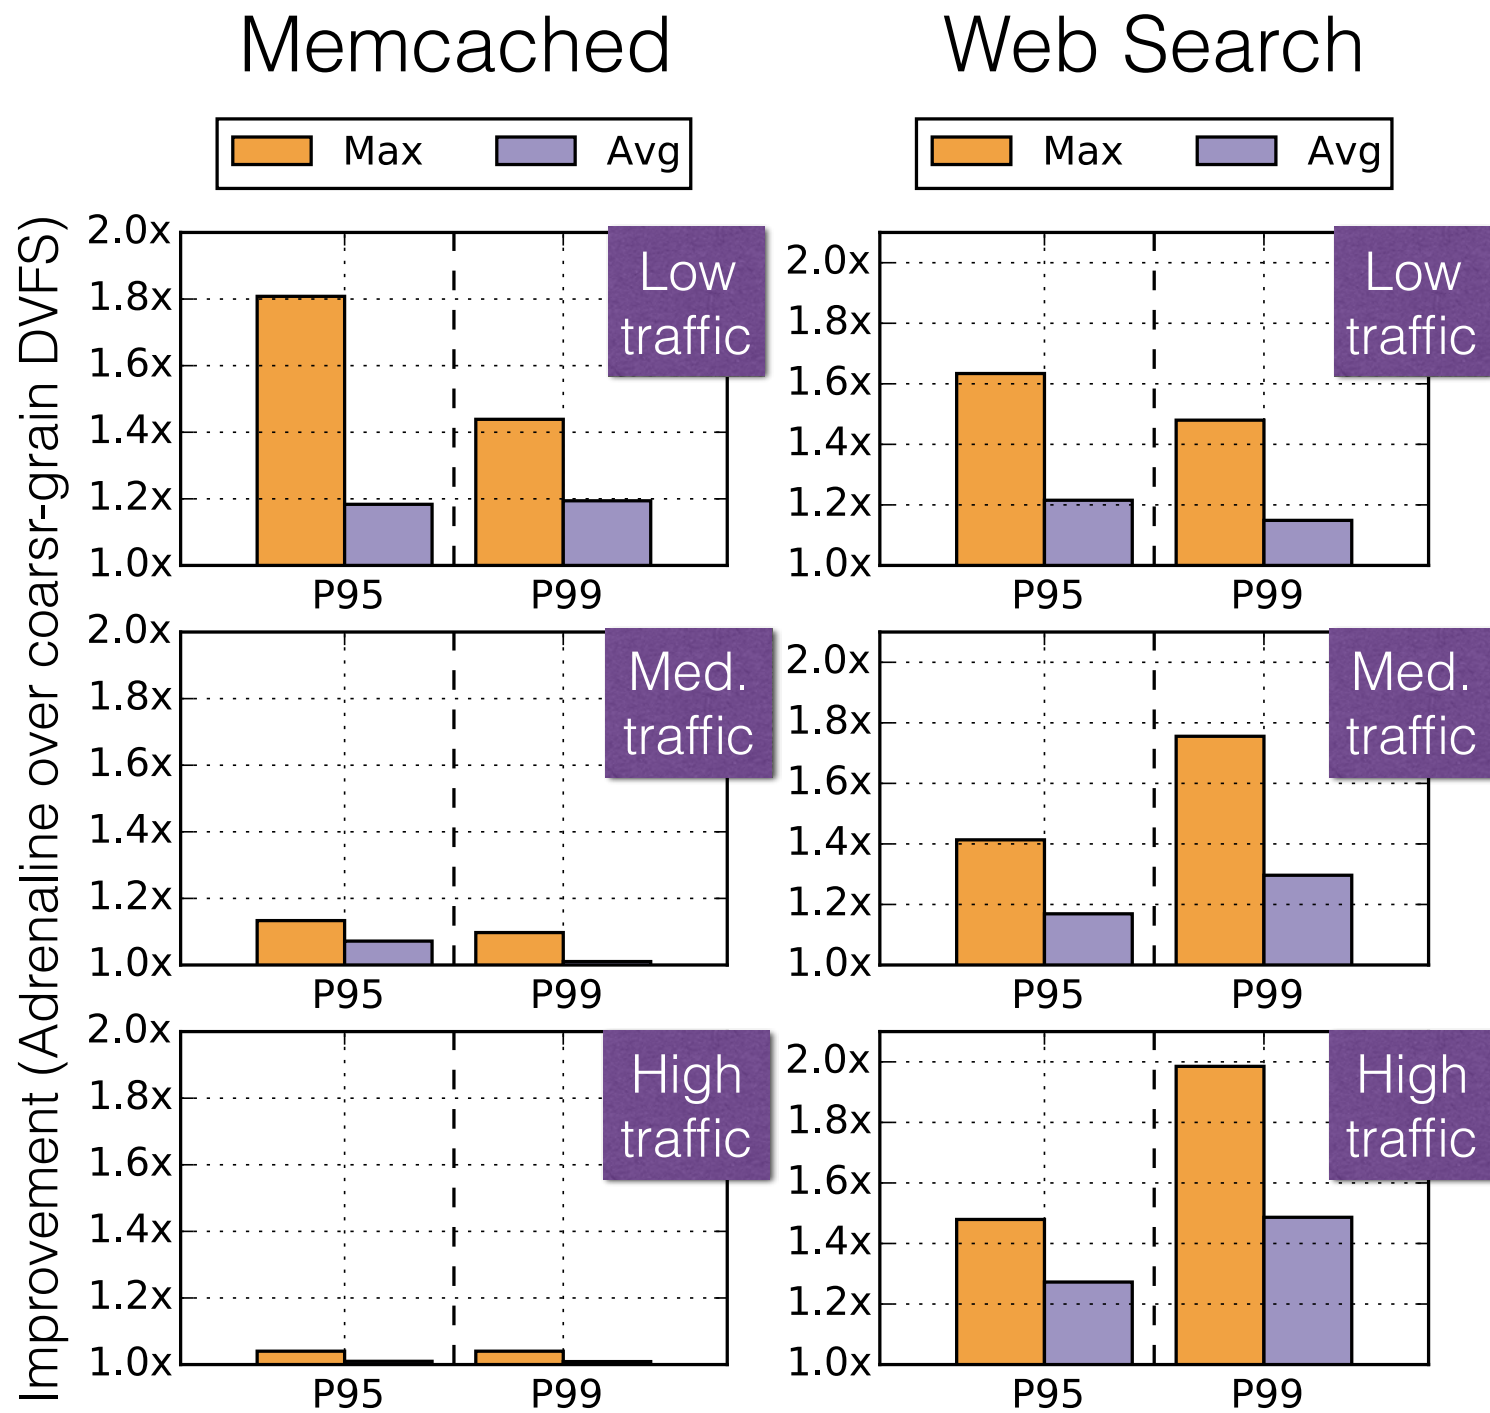 Memcached
Web Search
Max Avg
Max Avg
Improvement (Adrenaline over coarsr-grain DVFS)
2.0x
1.8x
1.6x
1.4x
1.2x
1.0x
P95 P99
Low
traffic
2.0x
1.8x
1.6x
1.4x
1.2x
1.0x
P95 P99
Low
traffic
2.0x
1.8x
1.6x
1.4x
1.2x
1.0x
P95 P99
Med.
traffic
2.0x
1.8x
1.6x
1.4x
1.2x
1.0x
P95 P99
Med.
traffic
2.0x
1.8x
1.6x
1.4x
1.2x
1.0x
P95 P99
High
traffic
2.0x
1.8x
1.6x
1.4x
1.2x
1.0x
P95 P99
High
traffic